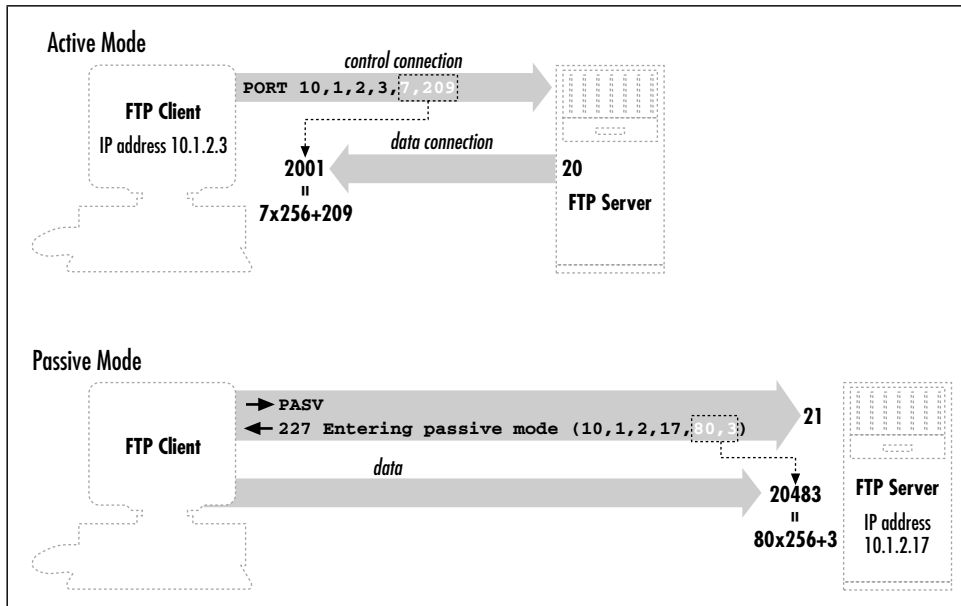 Active Mode
control connection
PORT 10,1,2,3,7,209
FTP Client
IP address 10.1.2.3
data connection
2001
=
7x256+209
20
FTP Server
Passive Mode
PASV
227 Entering passive mode (10,1,2,17,80,3)
21
FTP Client
data
20483
=
80x256+3
FTP Server
IP address
10.1.2.17